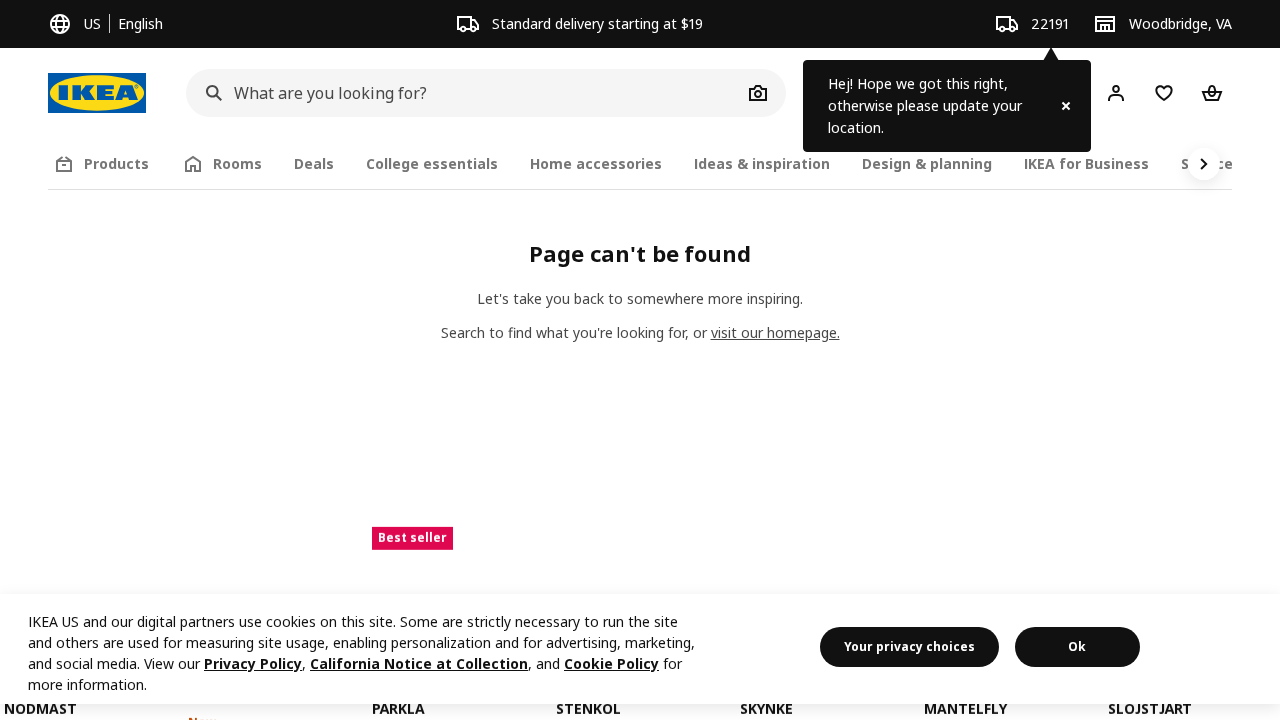 US English
Standard delivery starting at $19
22191
Woodbridge, VA
IKEA
What are you looking for?
Hej! Hope we got this right,
otherwise please update your
location.
Products
Rooms
Deals
College essentials
Home accessories
Ideas & inspiration
Design & planning
IKEA for Business
Page can't be found
Let's take you back to somewhere more inspiring.
Search to find what you're looking for, or visit our homepage.
Best seller
IKEA US and our digital partners use cookies on this site. Some are strictly necessary to run the site
and others are used for measuring site usage, enabling personalization and for advertising, marketing,
and social media. View our Privacy Policy, California Notice at Collection, and Cookie Policy for
more information.
Your privacy choices
Ok
NÖDMAST
PÄRKLA
STENKOL
SKYNKE
MANTELFLY
SLÖJSTJÄRT